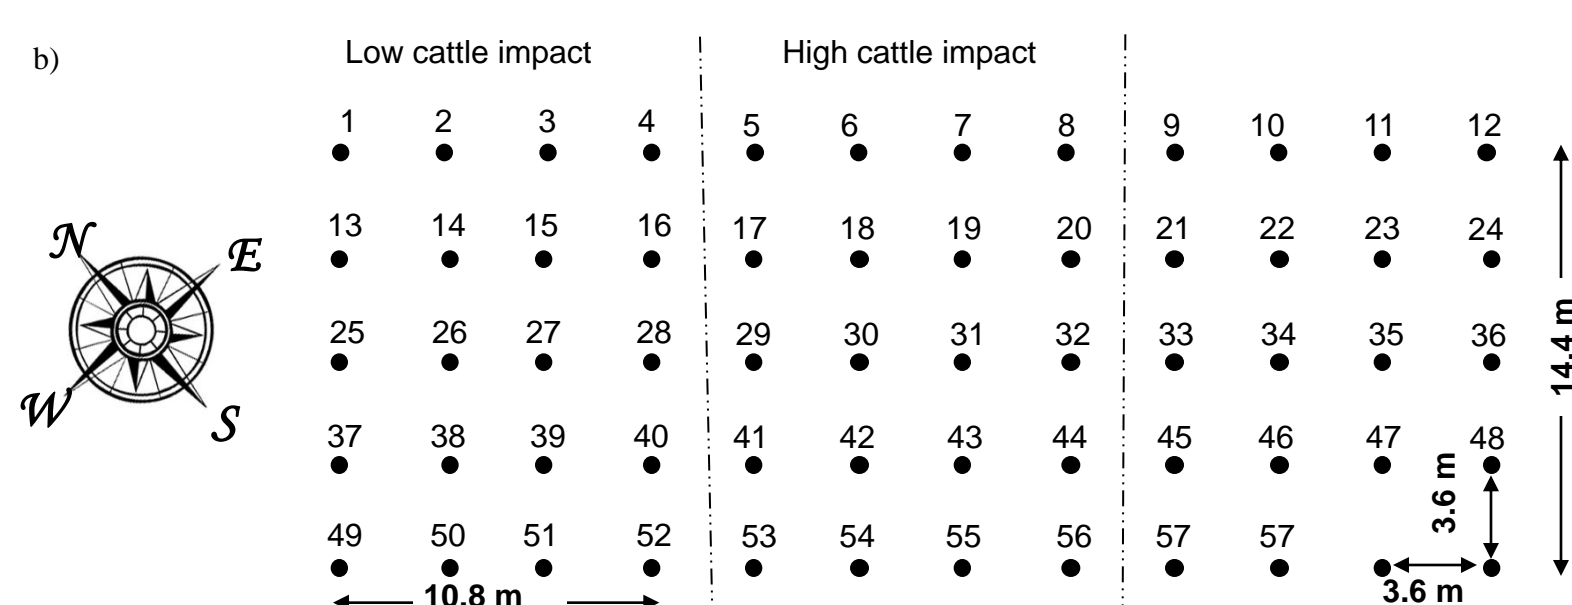 b)
Low cattle impact
High cattle impact
1 2 3 4 5 6 7 8 9 10 11 12
13 14 15 16 17 18 19 20 21 22 23 24
N
E
25 26 27 28 29 30 31 32 33 34 35 36
14.4 m
W
S
37 38 39 40 41 42 43 44 45 46 47 48
3.6 m
49 50 51 52 53 54 55 56 57 57
3.6 m
10.8 m